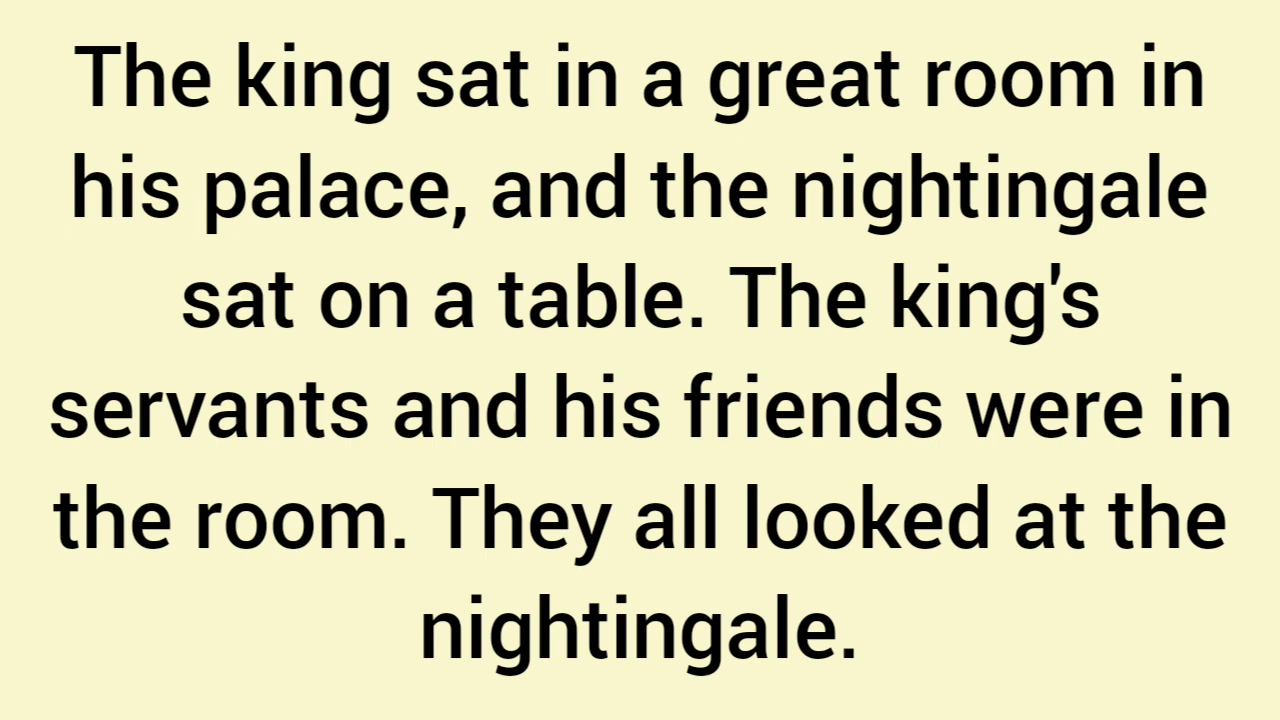 The king sat in a great room in
his palace, and the nightingale
sat on a table. The king's
servants and his friends were in
the room. They all looked at the
nightingale.